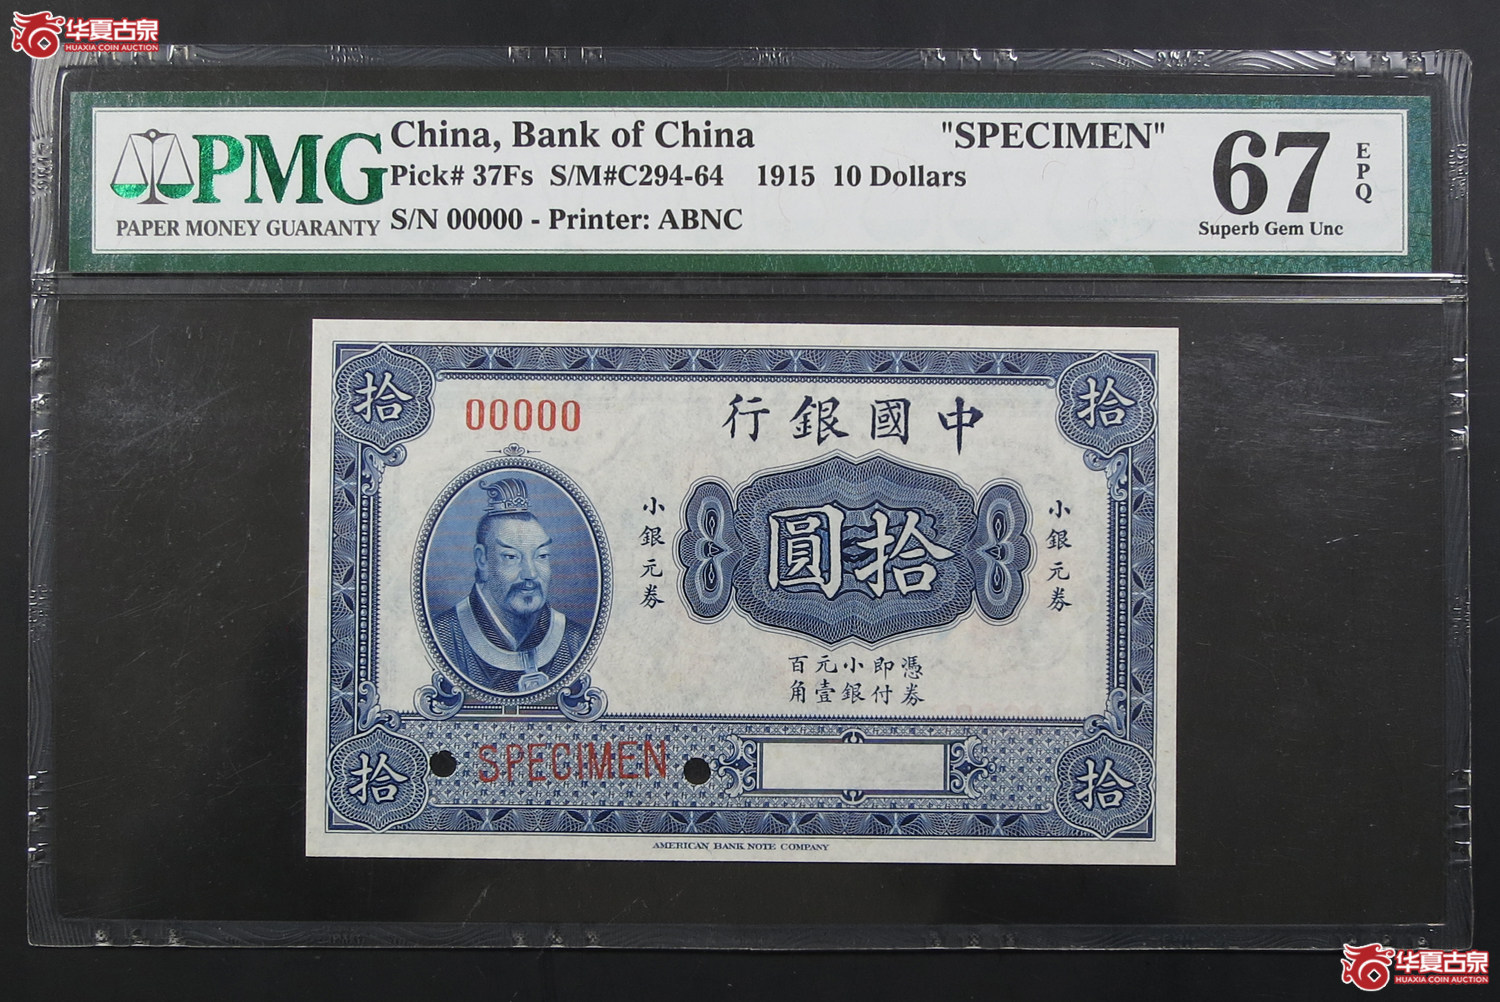 华夏古泉
HUAXIA COIN AUCTION
PMG
PAPER MONEY GUARANTY
China, Bank of China "SPECIMEN"
Pick# 37Fs S/M#C294-64 1915 10 Dollars
S/N 00000 - Printer: ABNC
67
EPQ
Superb Gem Unc
拾
拾
00000
行銀國中
小銀元券
圓拾
小銀元券
百元小即憑
角壹銀付券
拾
SPECIMEN
拾
AMERICAN BANK NOTE COMPANY
华夏古泉
HUAXIA COIN AUCTION